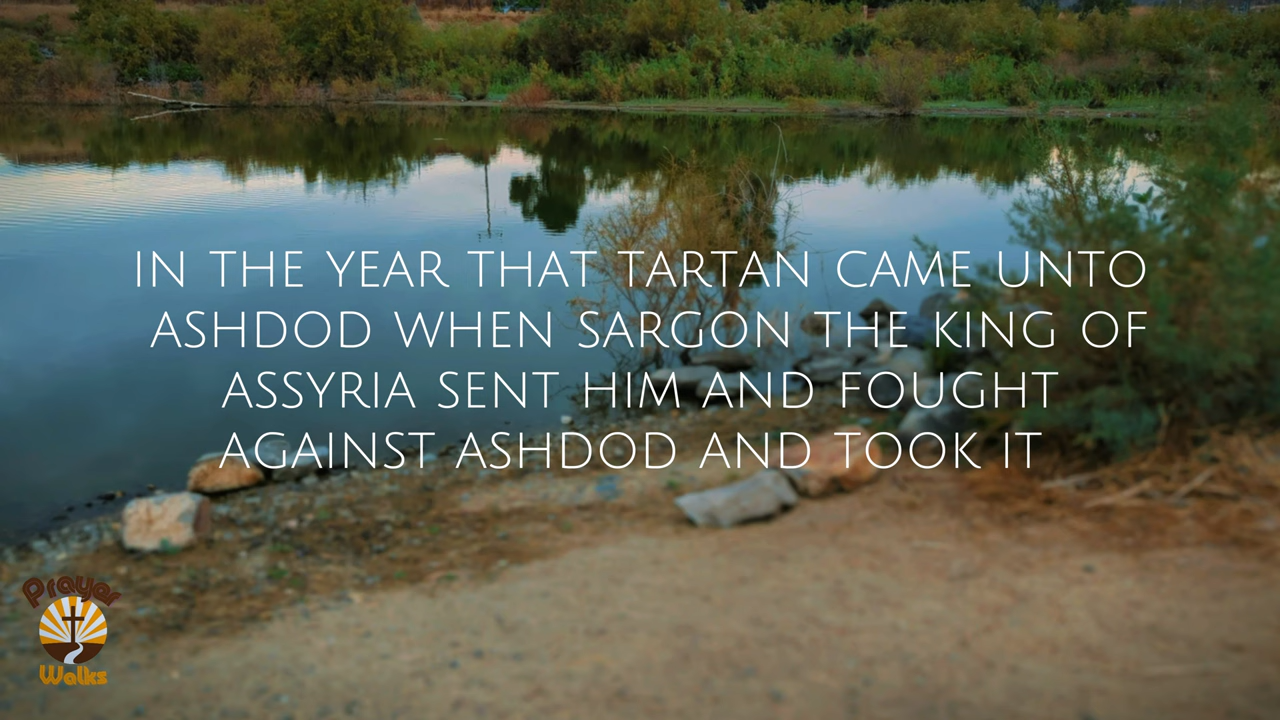 IN THE YEAR THAT TARTAN CAME UNTO
ASHDOD WHEN SARGON THE KING OF
ASSYRIA SENT HIM AND FOUGHT
AGAINST ASHDOD AND TOOK IT
Prayer
Walks